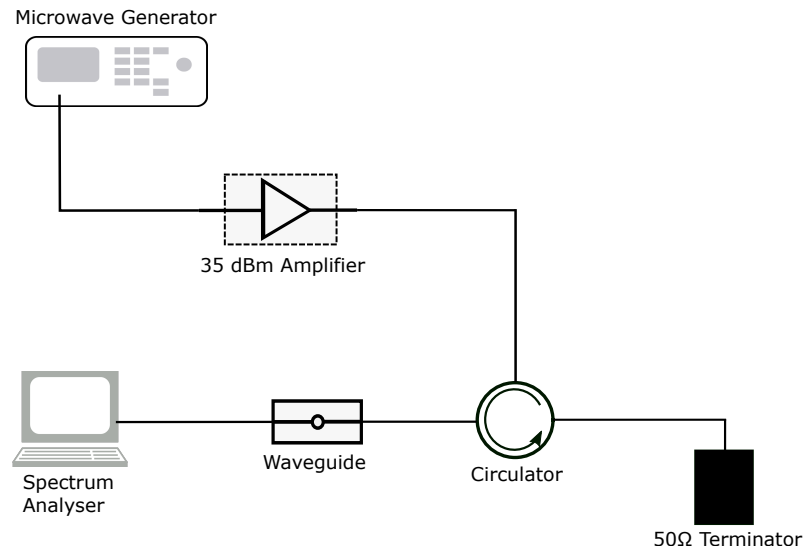 Microwave Generator
35 dBm Amplifier
Waveguide
Circulator
Spectrum
Analyser
50Ω Terminator